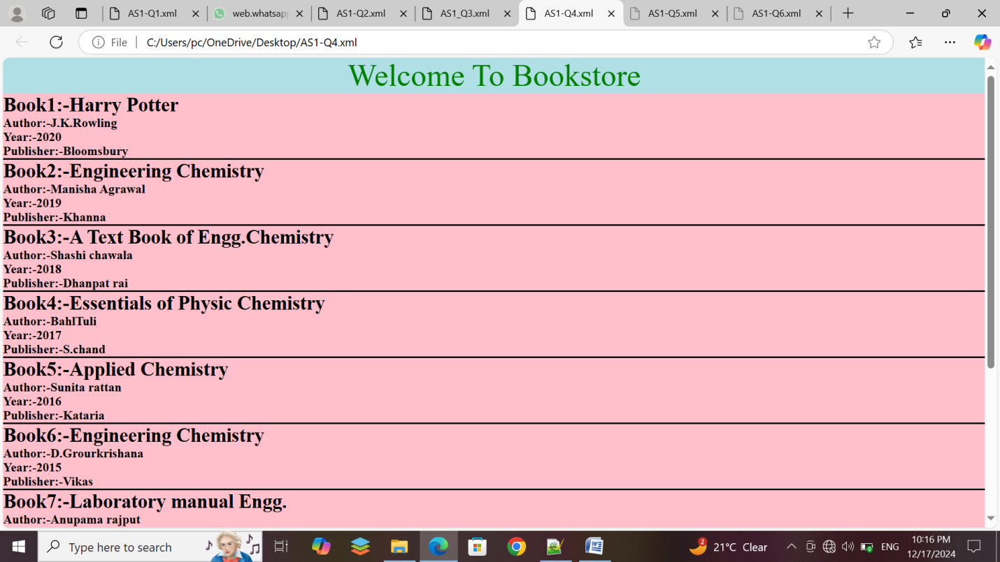 AS1-Q1.xml
web.whatsap
AS1-Q2.xml
AS1_Q3.xml
AS1-Q4.xml
AS1-Q5.xml
AS1-Q6.xml
File
C:/Users/pc/OneDrive/Desktop/AS1-Q4.xml
Welcome To Bookstore
Book1:-Harry Potter
Author:-J.K.Rowling
Year:-2020
Publisher:-Bloomsbury
Book2:-Engineering Chemistry
Author:-Manisha Agrawal
Year:-2019
Publisher:-Khanna
Book3:-A Text Book of Engg.Chemistry
Author:-Shashi chawala
Year:-2018
Publisher:-Dhanpat rai
Book4:-Essentials of Physic Chemistry
Author:-BahlTuli
Year:-2017
Publisher:-S.chand
Book5:-Applied Chemistry
Author:-Sunita rattan
Year:-2016
Publisher:-Kataria
Book6:-Engineering Chemistry
Author:-D.Grourkrishana
Year:-2015
Publisher:-Vikas
Book7:-Laboratory manual Engg.
Author:-Anupama rajput
Type here to search
2
21°C Clear
ENG
10:16 PM
12/17/2024